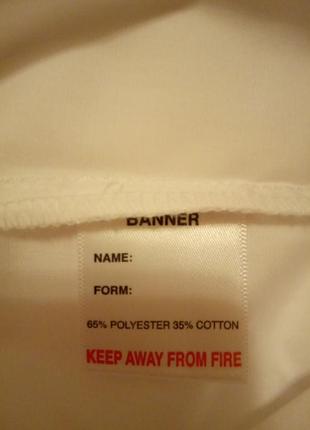 BANNER
NAME:
FORM:
65% POLYESTER 35% COTTON
KEEP AWAY FROM FIRE